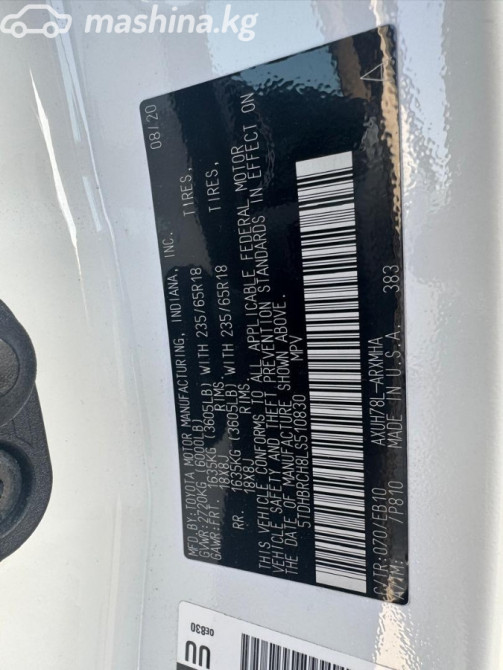 mashina.kg
MFD. BY: TOYOTA MOTOR MANUFACTURING, INDIANA, INC. 08/20
GVWR: 2720KG (6000LB)
GAWR: FRT. 1635KG (3605LB) WITH 235/65R18 TIRES,
18X8J RIMS
RR. 1635KG (3605LB) WITH 235/65R18 TIRES,
18X8J RIMS
THIS VEHICLE CONFORMS TO ALL APPLICABLE FEDERAL MOTOR
VEHICLE SAFETY AND THEFT PREVENTION STANDARDS IN EFFECT ON
THE DATE OF MANUFACTURE SHOWN ABOVE.
5TDHBRCH8LS510830 MPV
C/TR: 070/EB10 AXUH78L-ARXMHA
A/TM: /P810 MADE IN U.S.A. 383
UU
0E830